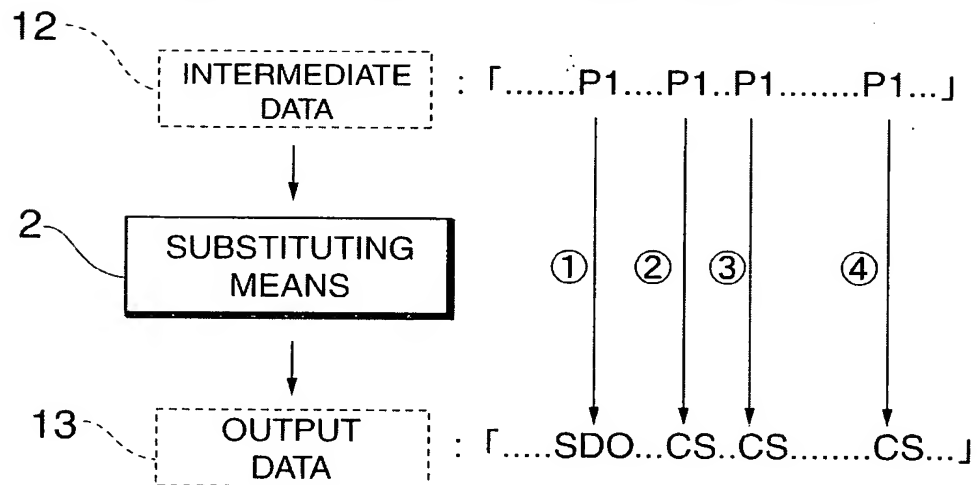 12
INTERMEDIATE
DATA
: ｢.......P1....P1..P1........P1...｣
2
SUBSTITUTING
MEANS
① ② ③ ④
13
OUTPUT
DATA
: ｢.....SDO...CS..CS........CS...｣